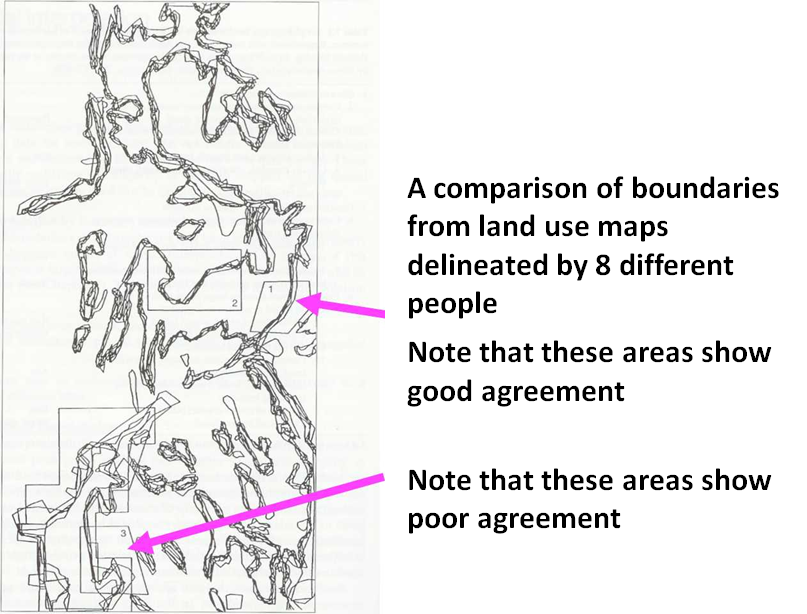 A comparison of boundaries
from land use maps
delineated by 8 different
people
Note that these areas show
good agreement
Note that these areas show
poor agreement
1
2
3